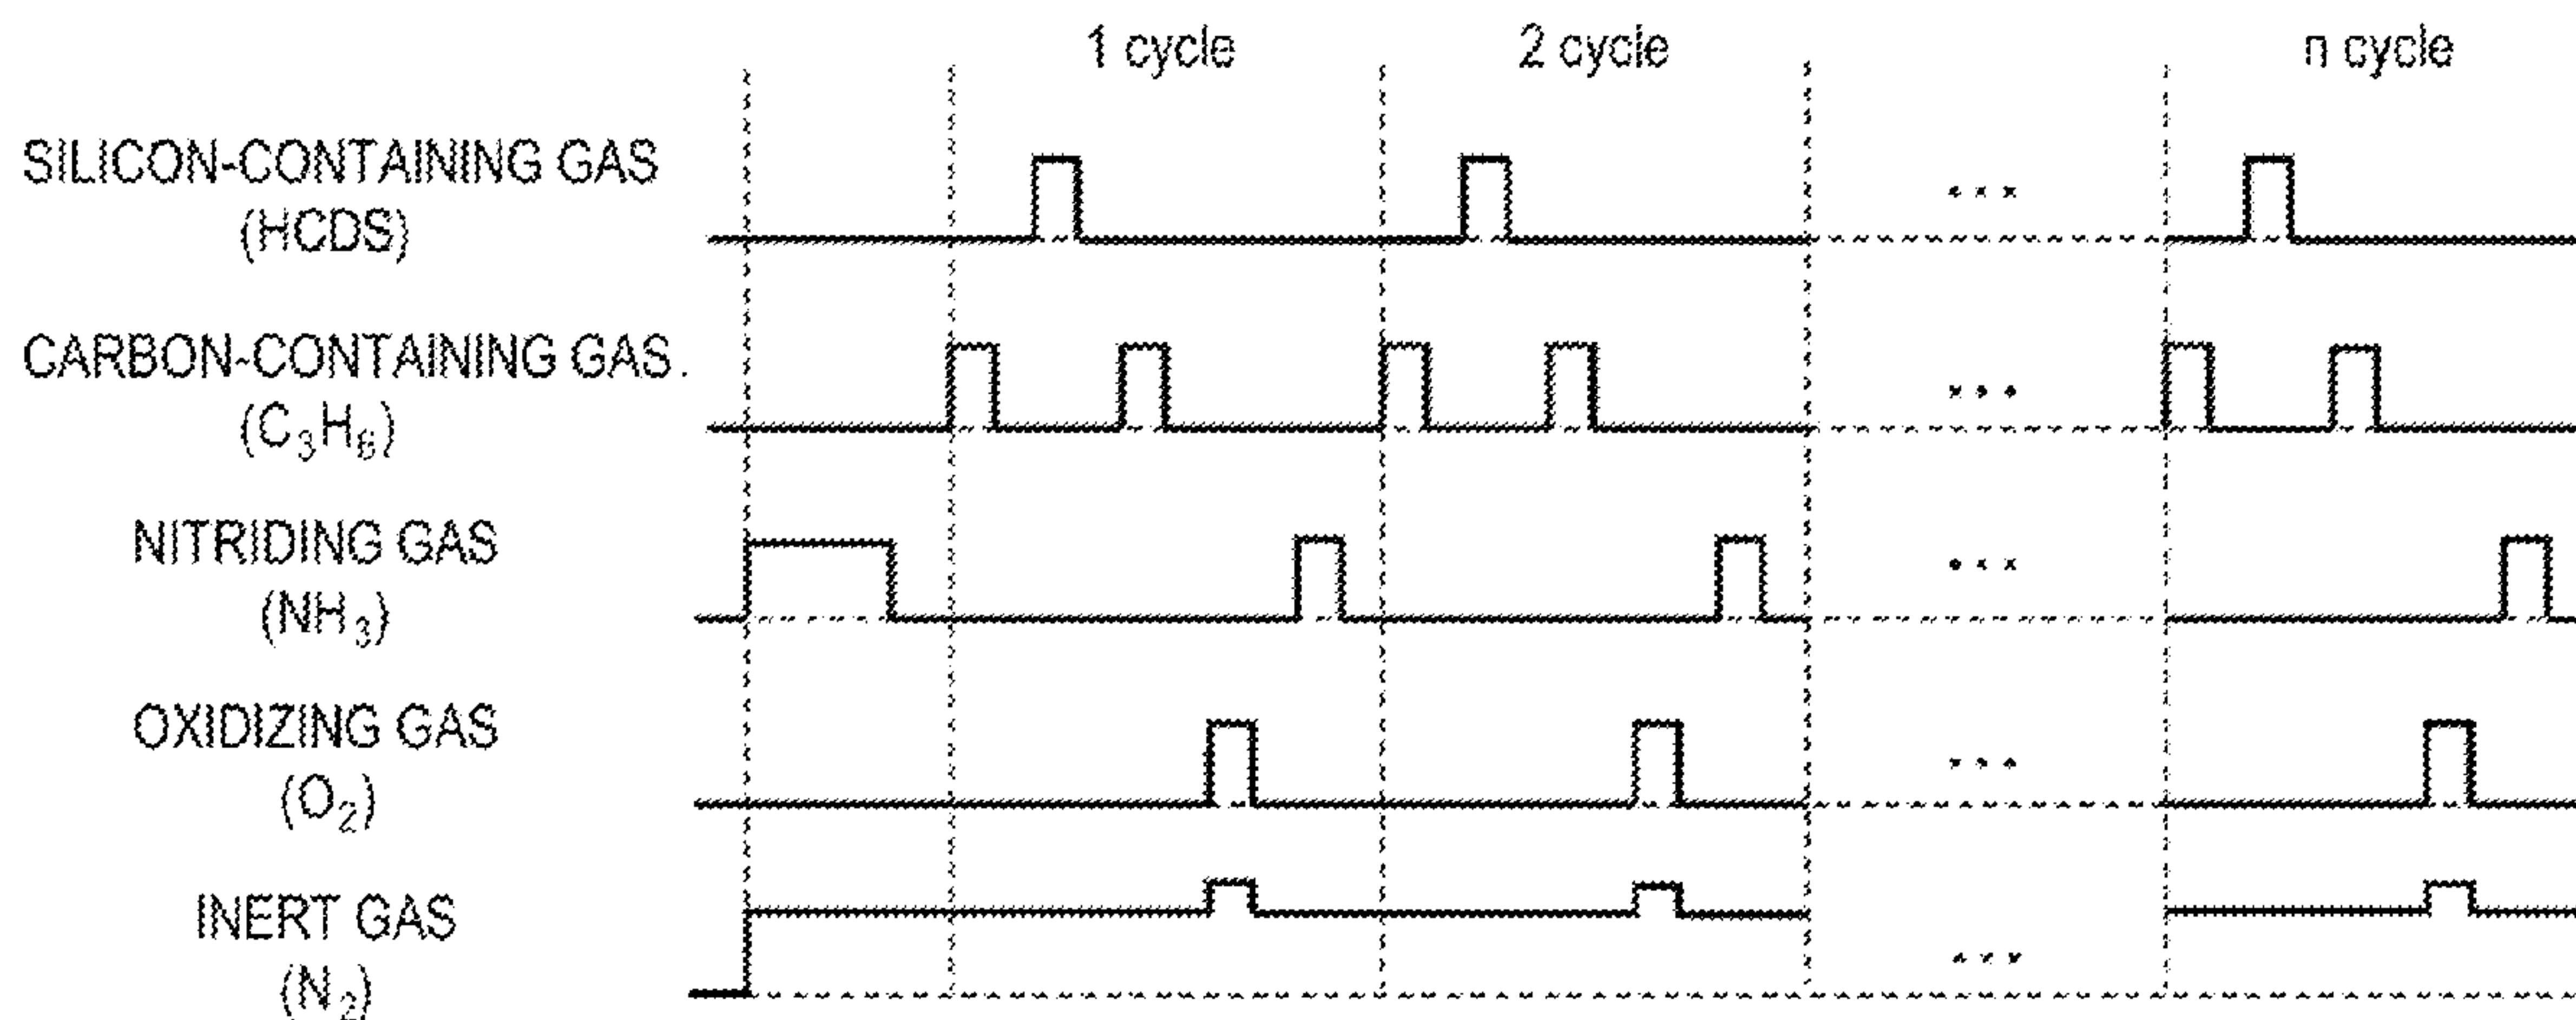 1 cycle 2 cycle n cycle
SILICON-CONTAINING GAS
(HCDS)
...
CARBON-CONTAINING GAS.
(C₃H₆)
...
NITRIDING GAS
(NH₃)
...
OXIDIZING GAS
(O₂)
...
INERT GAS
(N₂)
...